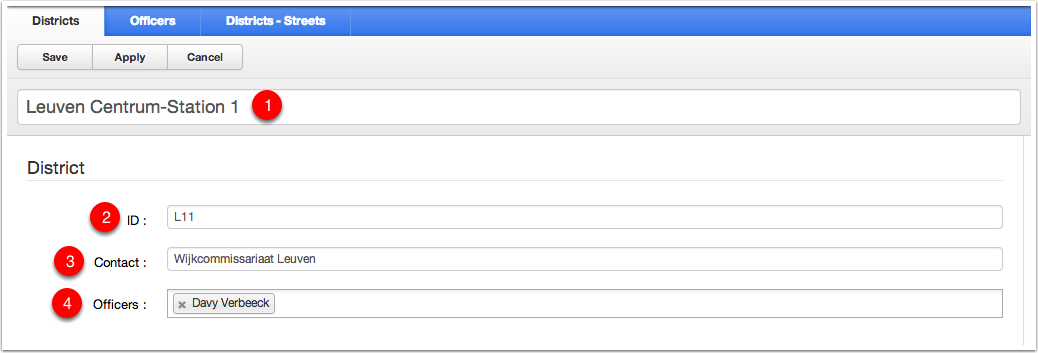 Districts Officers Districts - Streets
Save Apply Cancel
Leuven Centrum-Station 1 1
District
2 ID : L11
3 Contact : Wijkcommissariaat Leuven
4 Officers : × Davy Verbeeck